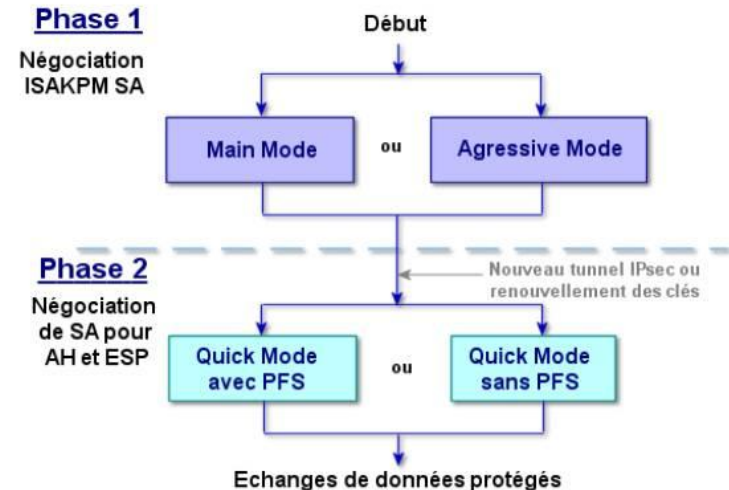 Phase 1
Début
Négociation
ISAKPM SA
Main Mode
ou
Agressive Mode
Phase 2
Nouveau tunnel IPsec ou
renouvellement des clés
Négociation
de SA pour
AH et ESP
Quick Mode
avec PFS
ou
Quick Mode
sans PFS
Echanges de données protégés